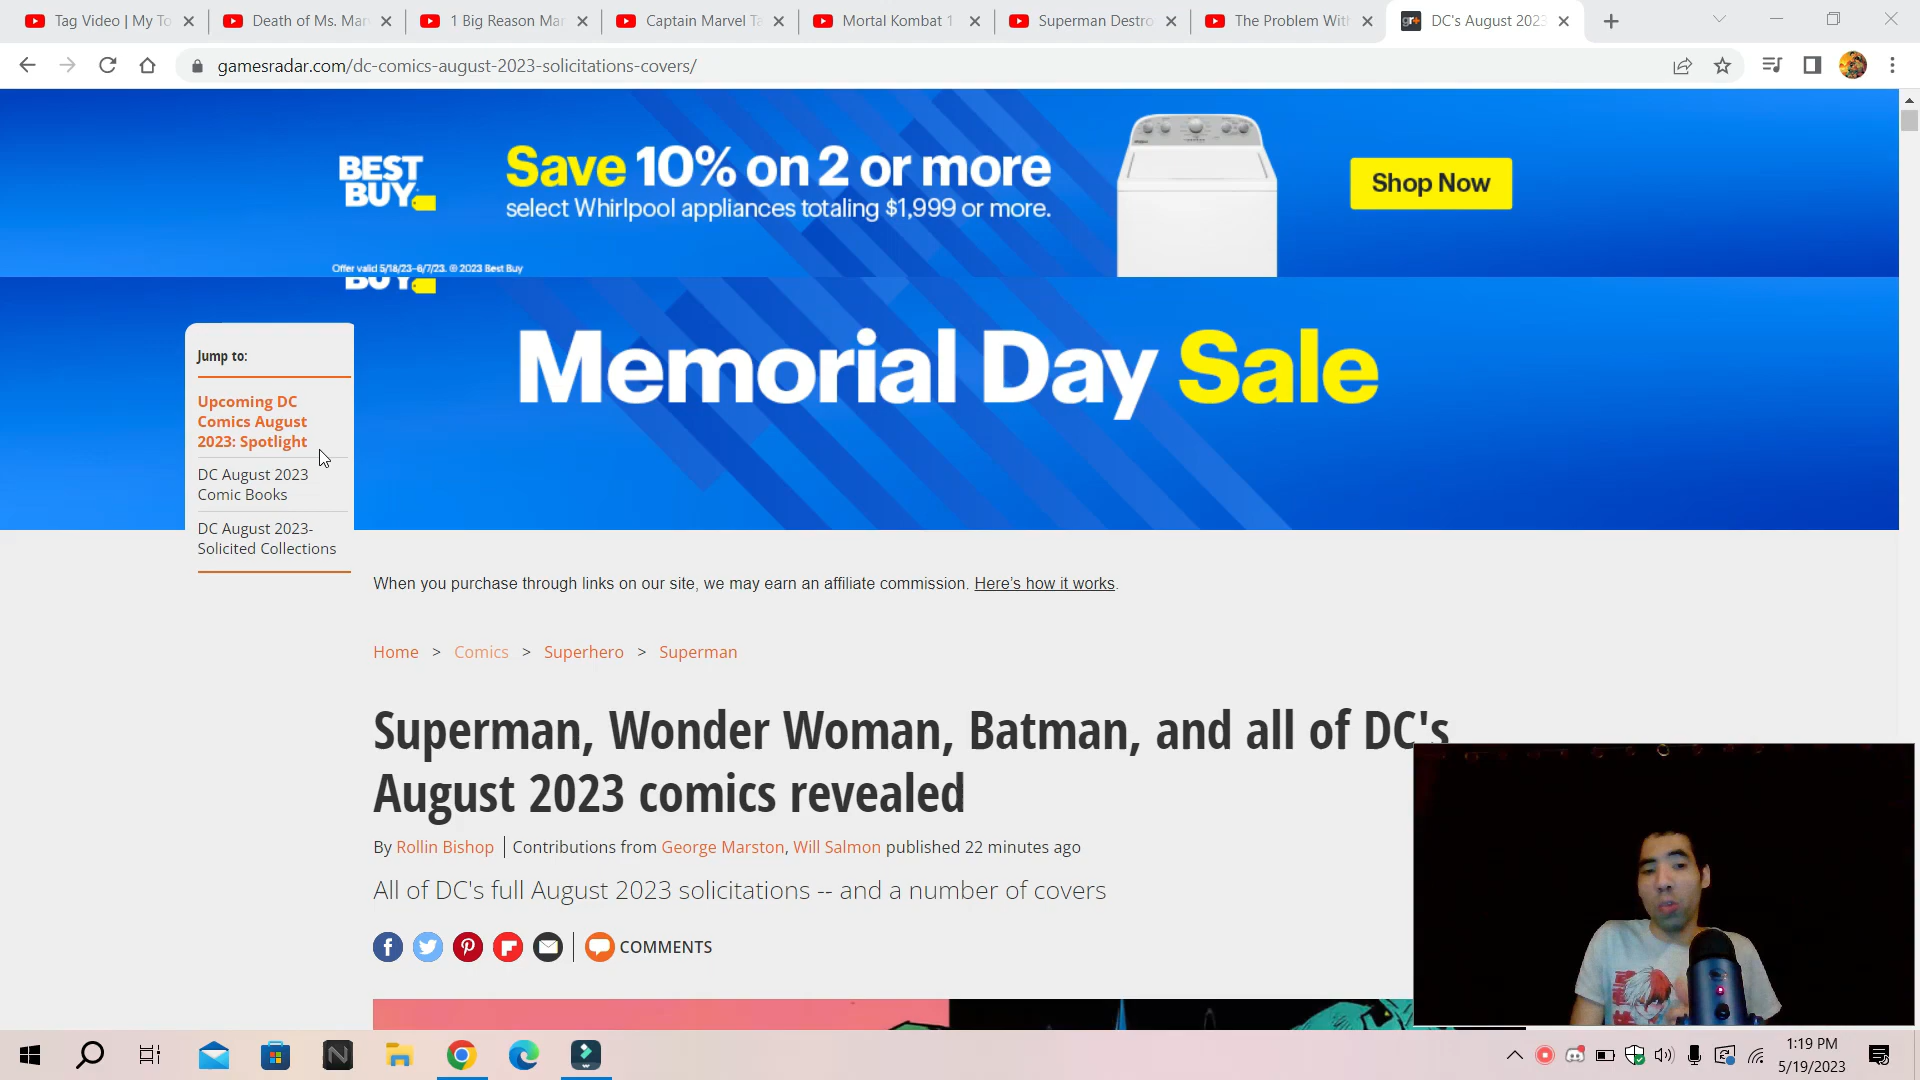 Tag Video | My To
Death of Ms. Mar
1 Big Reason Mar
Captain Marvel Ta
Mortal Kombat 1
Superman Destro
The Problem With
gr+ DC's August 2023
gamesradar.com/dc-comics-august-2023-solicitations-covers/
BEST
BUY
Save 10% on 2 or more
select Whirlpool appliances totaling $1,999 or more.
Shop Now
Offer valid 5/18/23–6/7/23. © 2023 Best Buy
BUY
Memorial Day Sale
Jump to:
Upcoming DC
Comics August
2023: Spotlight
DC August 2023
Comic Books
DC August 2023-
Solicited Collections
When you purchase through links on our site, we may earn an affiliate commission. Here's how it works.
Home > Comics > Superhero > Superman
Superman, Wonder Woman, Batman, and all of DC's
August 2023 comics revealed
By Rollin Bishop | Contributions from George Marston, Will Salmon published 22 minutes ago
All of DC's full August 2023 solicitations -- and a number of covers
COMMENTS
1:19 PM
5/19/2023